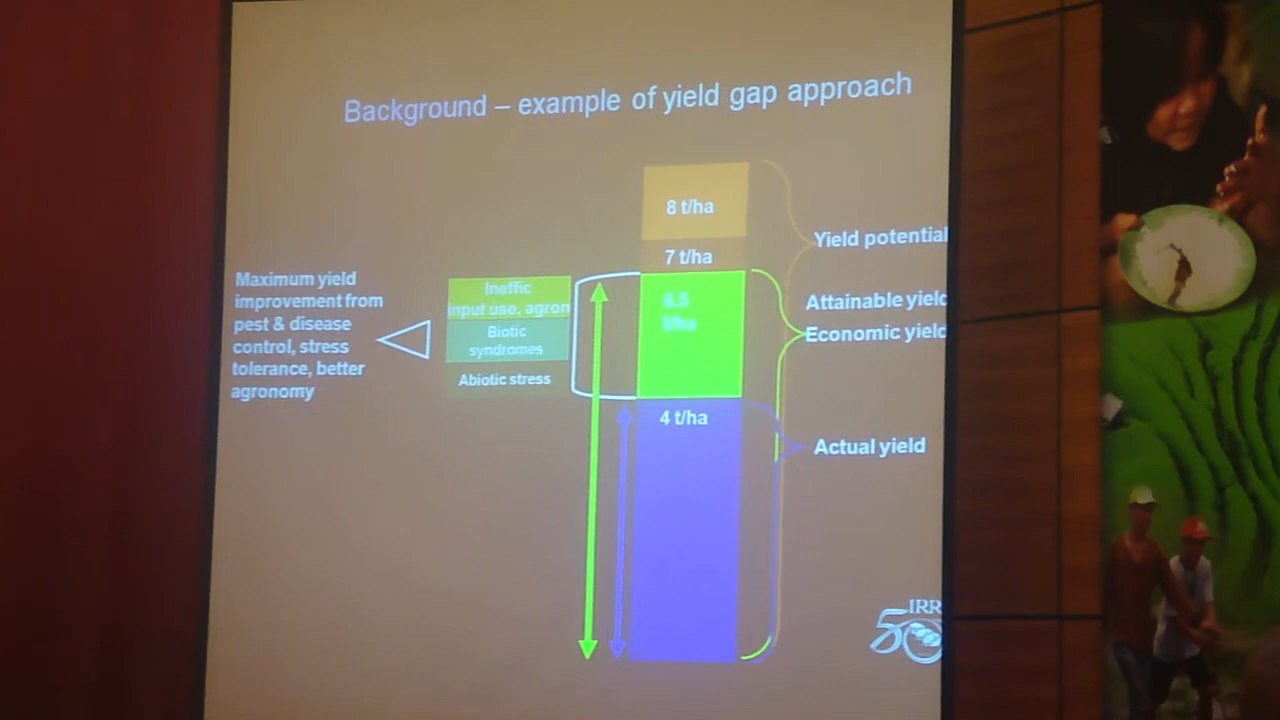 Background – example of yield gap approach
8 t/ha
Yield potential
7 t/ha
Maximum yield
improvement from
pest & disease
control, stress
tolerance, better
agronomy
Ineffic
input use, agron
Biotic
syndromes
Abiotic stress
6.5
t/ha
Attainable yield
Economic yield
4 t/ha
Actual yield
IRR
50